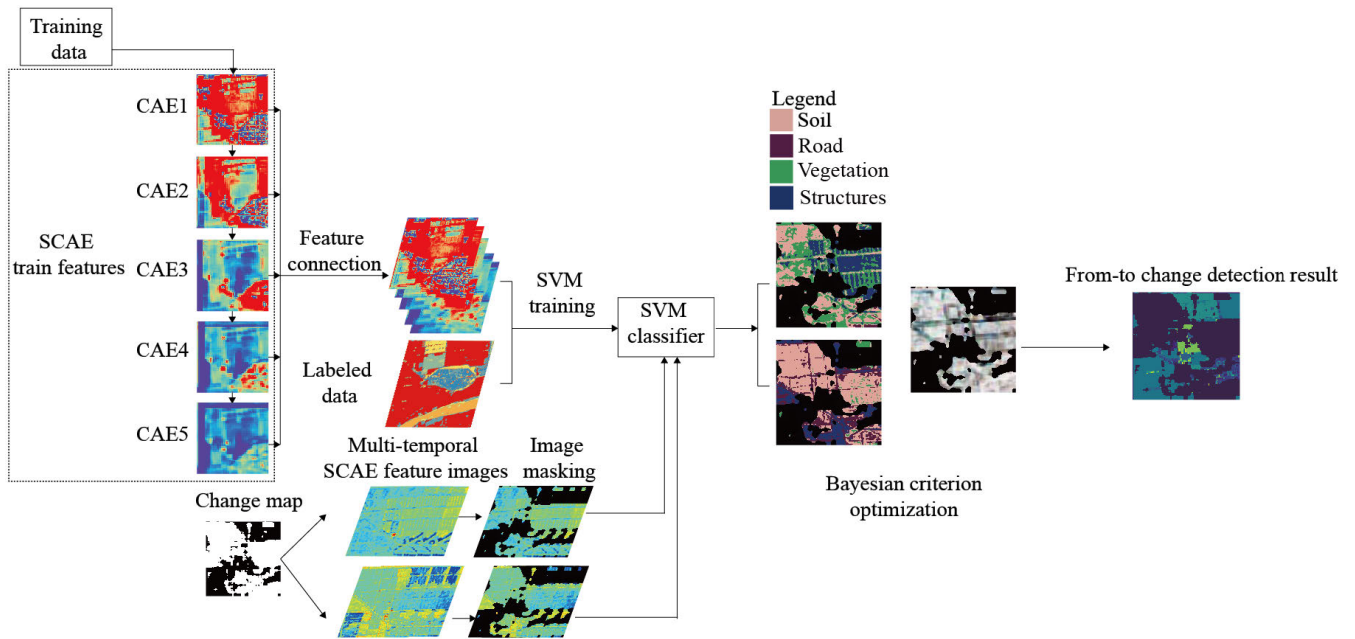 Training
data
CAE1
CAE2
SCAE
train features
CAE3
CAE4
CAE5
Feature
connection
Labeled
data
SVM
training
SVM
classifier
Change map
Multi-temporal
SCAE feature images
Image
masking
Legend
Soil
Road
Vegetation
Structures
Bayesian criterion
optimization
From-to change detection result